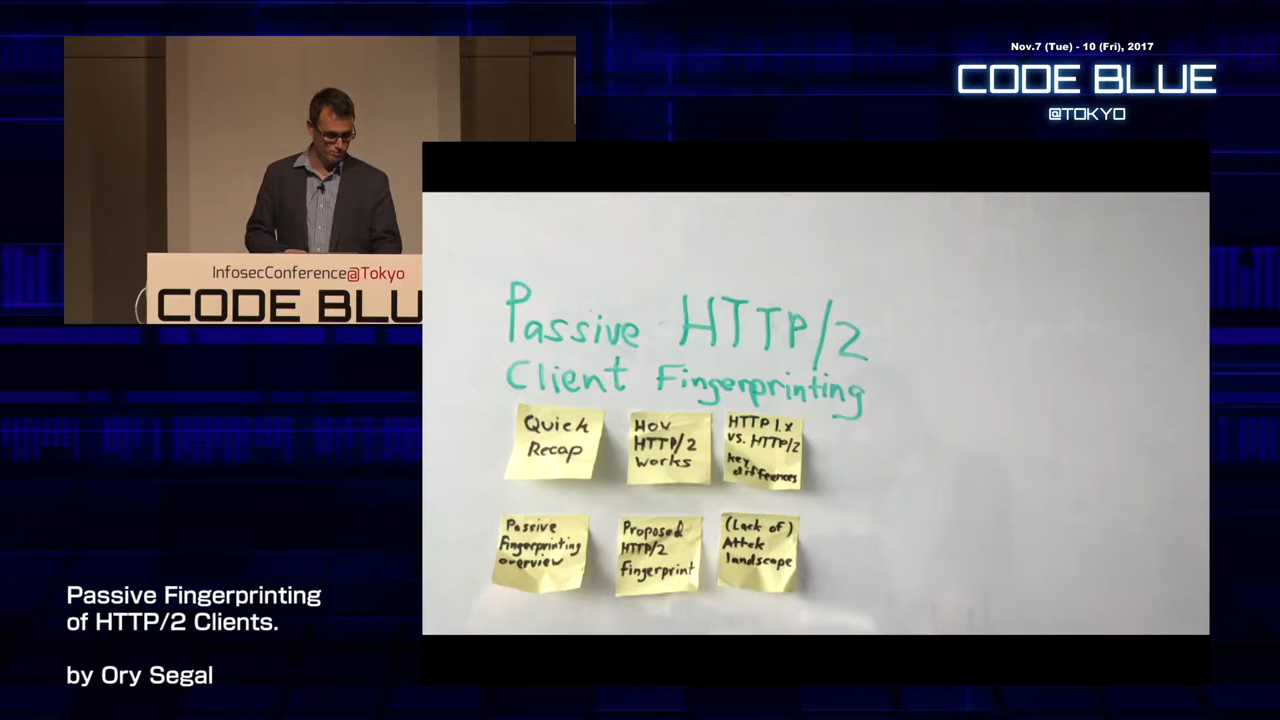 Nov.7 (Tue) - 10 (Fri), 2017
CODE BLUE
@TOKYO
InfosecConference@Tokyo
CODE BLU
Passive HTTP/2
Client Fingerprinting
Quick
Recap
How
HTTP/2
works
HTTP 1.x
vs. HTTP/2
key
differences
Passive
Fingerprinting
overview
Proposed
HTTP/2
fingerprint
(Lack of)
Attck
landscape
Passive Fingerprinting
of HTTP/2 Clients.
by Ory Segal